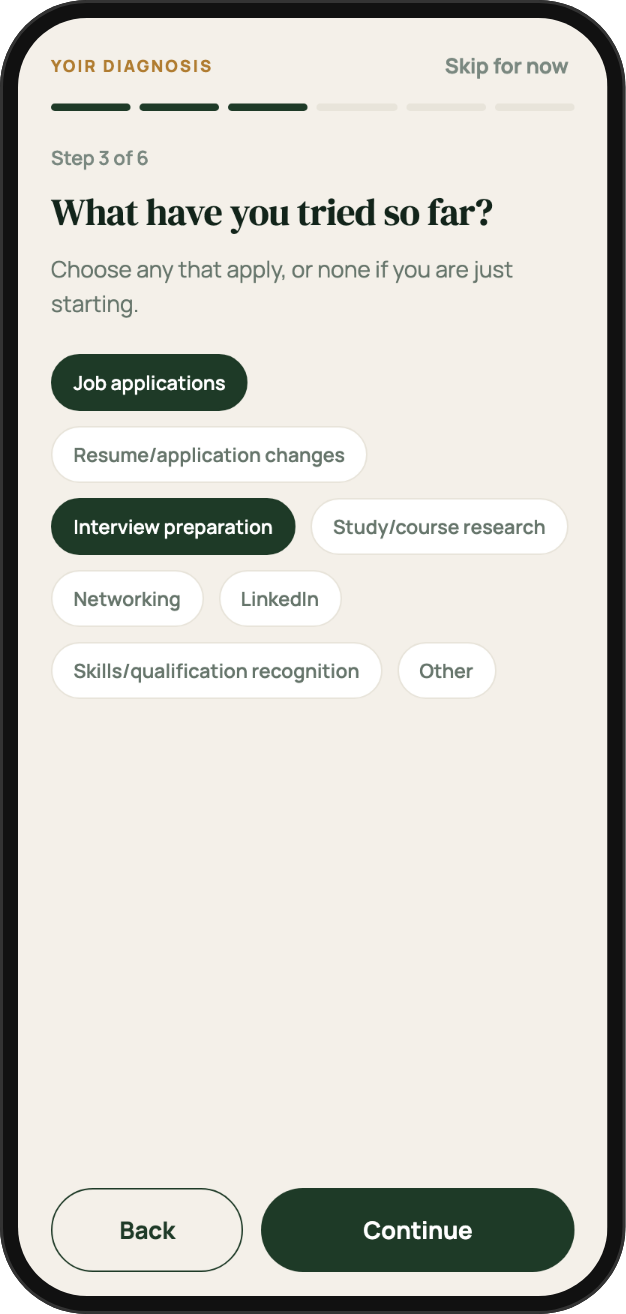 YOIR DIAGNOSIS
Skip for now
Step 3 of 6
What have you tried so far?
Choose any that apply, or none if you are just
starting.
Job applications
Resume/application changes
Interview preparation
Study/course research
Networking
LinkedIn
Skills/qualification recognition
Other
Back
Continue